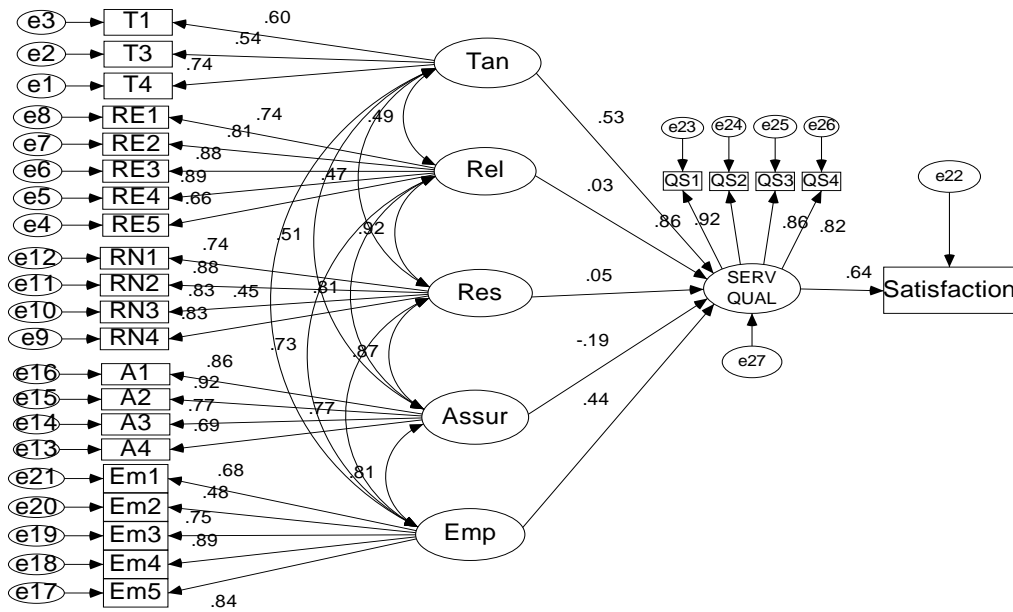 e3 T1
.60
e2 T3
.54
e1 T4
.74
Tan
e8 RE1
.74
e7 RE2
.81
e6 RE3
.88
e5 RE4
.89
e4 RE5
.66
Rel
e12 RN1
.74
e11 RN2
.88
e10 RN3
.83
e9 RN4
.83
Res
e16 A1
.86
e15 A2
.92
e14 A3
.77
e13 A4
.69
Assur
e21 Em1
.68
e20 Em2
.48
e19 Em3
.75
e18 Em4
.89
e17 Em5
.84
Emp
.49
.47
.51
.92
.81
.45
.87
.73
.77
.81
.53
.03
.05
-.19
.44
e23 e24 e25 e26
QS1 QS2 QS3 QS4
.86 .92 .86 .82
SERV
QUAL
e27
.64
e22
Satisfaction